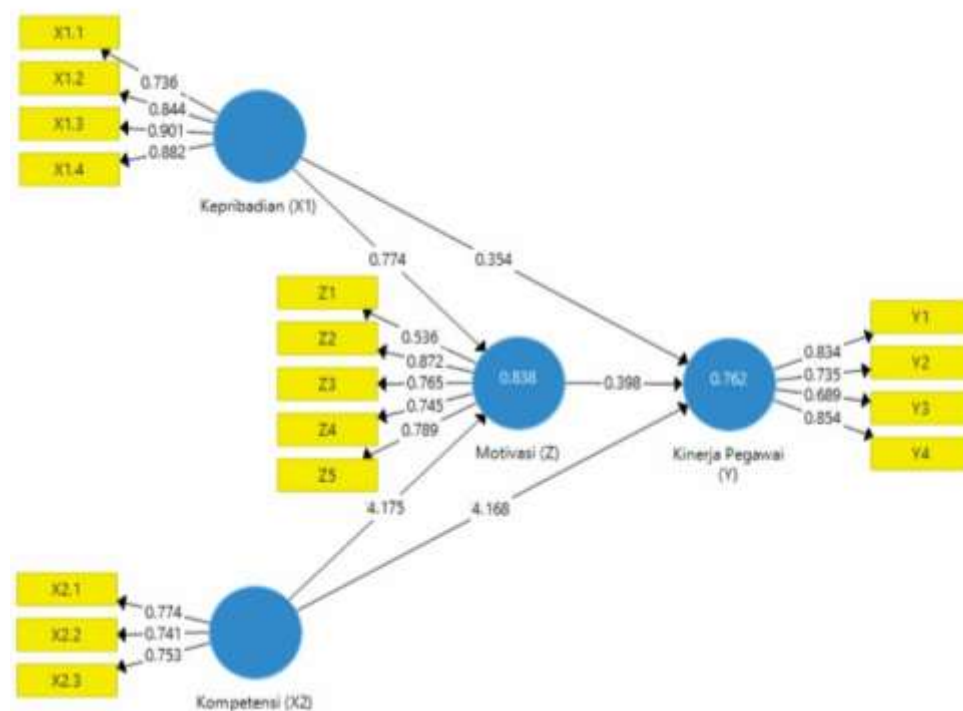 X1.1
X1.2
X1.3
X1.4
0.736
0.844
0.901
0.882
Kepribadian (X1)
0.774
0.354
Z1
Z2
Z3
Z4
Z5
0.536
0.872
0.765
0.745
0.789
0.838
Motivasi (Z)
0.398
0.762
Kinerja Pegawai
(Y)
0.834
0.735
0.689
0.854
Y1
Y2
Y3
Y4
4.175
4.168
X2.1
X2.2
X2.3
0.774
0.741
0.753
Kompetensi (X2)